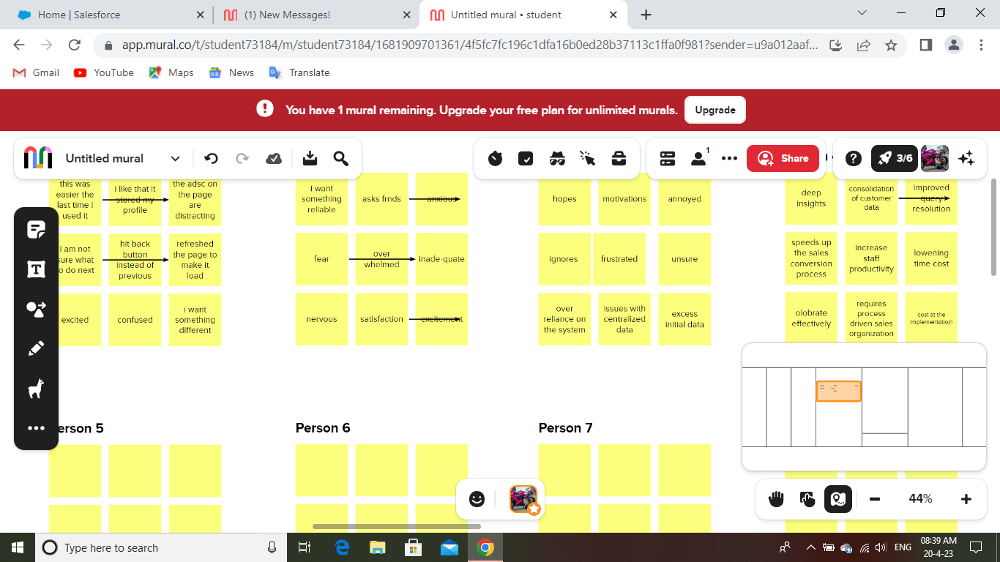 Home | Salesforce
(1) New Messages!
Untitled mural • student
app.mural.co/t/student73184/m/student73184/1681909701361/4f5fc7fc196c1dfa16b0ed28b37113c1ffa0f981?sender=u9a012aaf...
Gmail
YouTube
Maps
News
Translate
You have 1 mural remaining. Upgrade your free plan for unlimited murals.
Upgrade
Untitled mural
1
Share
3/6
this was
easier the
last time i
used it
i like that it
stored my
profile
the adsc on
the page
are
distracting
i am not
sure what
o do next
hit back
button
instead of
previous
refreshed
the page to
make it
load
excited
confused
i want
something
different
i want
something
reliable
asks frnds
anxious
fear
over
whelmed
inade-quate
nervous
satisfaction
excitement
hopes
motivations
annoyed
ignores
frustrated
unsure
over
reliance on
the system
issues with
centralized
data
excess
initial data
deep
insights
consolidation
of customer
data
improved
query
resolution
speeds up
the sales
conversion
process
increase
staff
productivity
lowening
time cost
olobrate
effectively
requires
process
driven sales
organization
cost at the
implementatiojn
erson 5
Person 6
Person 7
44%
Type here to search
ENG
08:39 AM
20-4-23